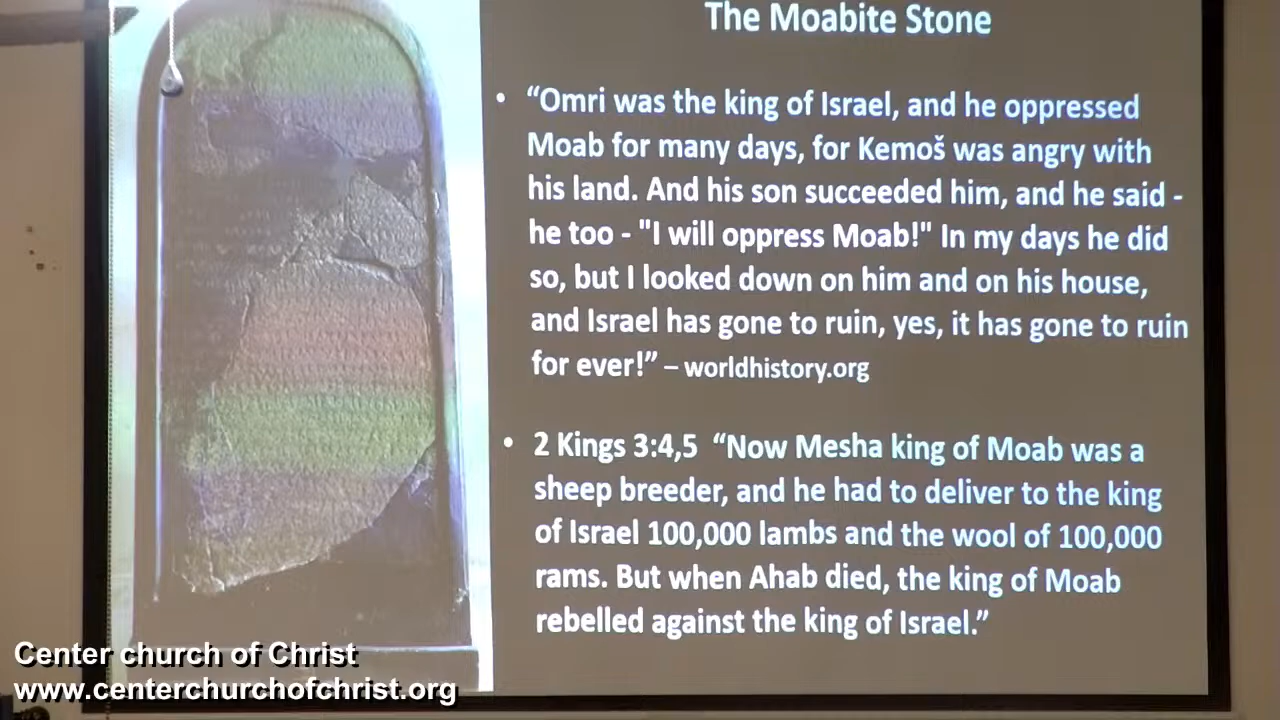 The Moabite Stone
• “Omri was the king of Israel, and he oppressed
Moab for many days, for Kemoš was angry with
his land. And his son succeeded him, and he said -
he too - "I will oppress Moab!" In my days he did
so, but I looked down on him and on his house,
and Israel has gone to ruin, yes, it has gone to ruin
for ever!” – worldhistory.org
• 2 Kings 3:4,5 “Now Mesha king of Moab was a
sheep breeder, and he had to deliver to the king
of Israel 100,000 lambs and the wool of 100,000
rams. But when Ahab died, the king of Moab
rebelled against the king of Israel.”
Center church of Christ
www.centerchurchofchrist.org